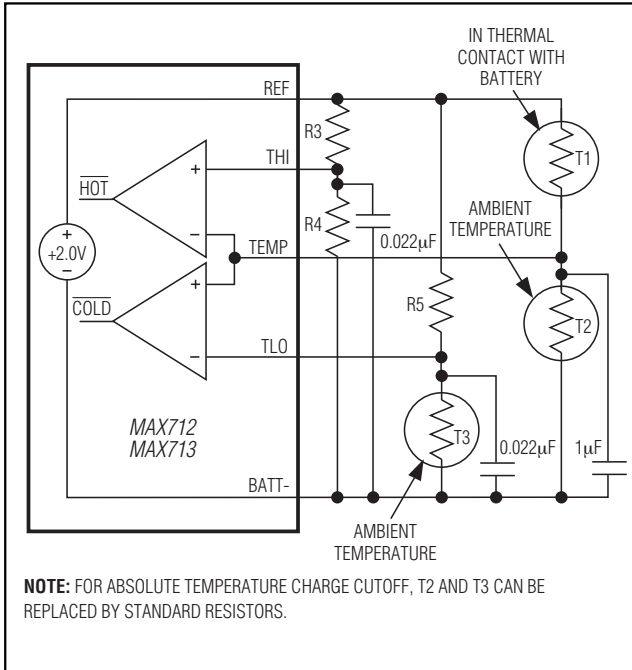 IN THERMAL
CONTACT WITH
BATTERY
REF
R3
T1
THI
+
HOT
AMBIENT
TEMPERATURE
R4
0.022µF
−
TEMP
+
+2.0V
−
+
R5
COLD
T2
−
TLO
MAX712
MAX713
T3
0.022µF
1µF
BATT-
AMBIENT
TEMPERATURE
NOTE: FOR ABSOLUTE TEMPERATURE CHARGE CUTOFF, T2 AND T3 CAN BE
REPLACED BY STANDARD RESISTORS.